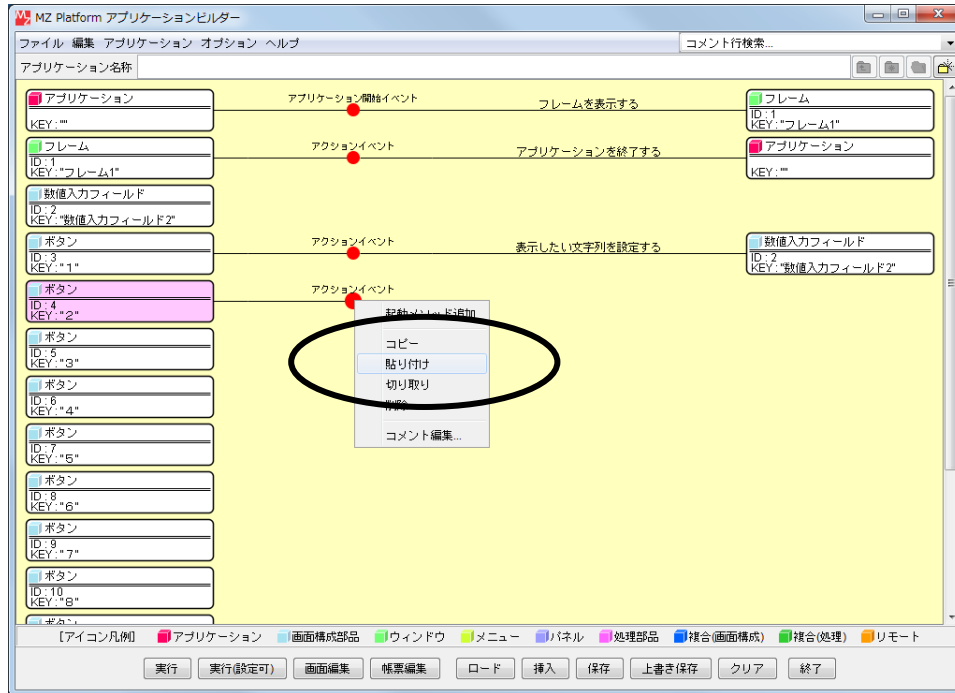 MZ Platform アプリケーションビルダー
ファイル 編集 アプリケーション オプション ヘルプ
コメント行検索...
アプリケーション名称
アプリケーション
KEY:""
アプリケーション開始イベント
フレームを表示する
フレーム
ID:1
KEY:"フレーム1"
フレーム
ID:1
KEY:"フレーム1"
アクションイベント
アプリケーションを終了する
アプリケーション
KEY:""
数値入力フィールド
ID:2
KEY:"数値入力フィールド2"
ボタン
ID:3
KEY:"1"
アクションイベント
表示したい文字列を設定する
数値入力フィールド
ID:2
KEY:"数値入力フィールド2"
ボタン
ID:4
KEY:"2"
アクションイベント
起動メソッド追加
コピー
貼り付け
切り取り
削除
コメント編集...
ボタン
ID:5
KEY:"3"
ボタン
ID:6
KEY:"4"
ボタン
ID:7
KEY:"5"
ボタン
ID:8
KEY:"6"
ボタン
ID:9
KEY:"7"
ボタン
ID:10
KEY:"8"
ボタン
[アイコン凡例] アプリケーション 画面構成部品 ウィンドウ メニュー パネル 処理部品 複合(画面構成) 複合(処理) リモート
実行 実行(設定可) 画面編集 帳票編集 ロード 挿入 保存 上書き保存 クリア 終了